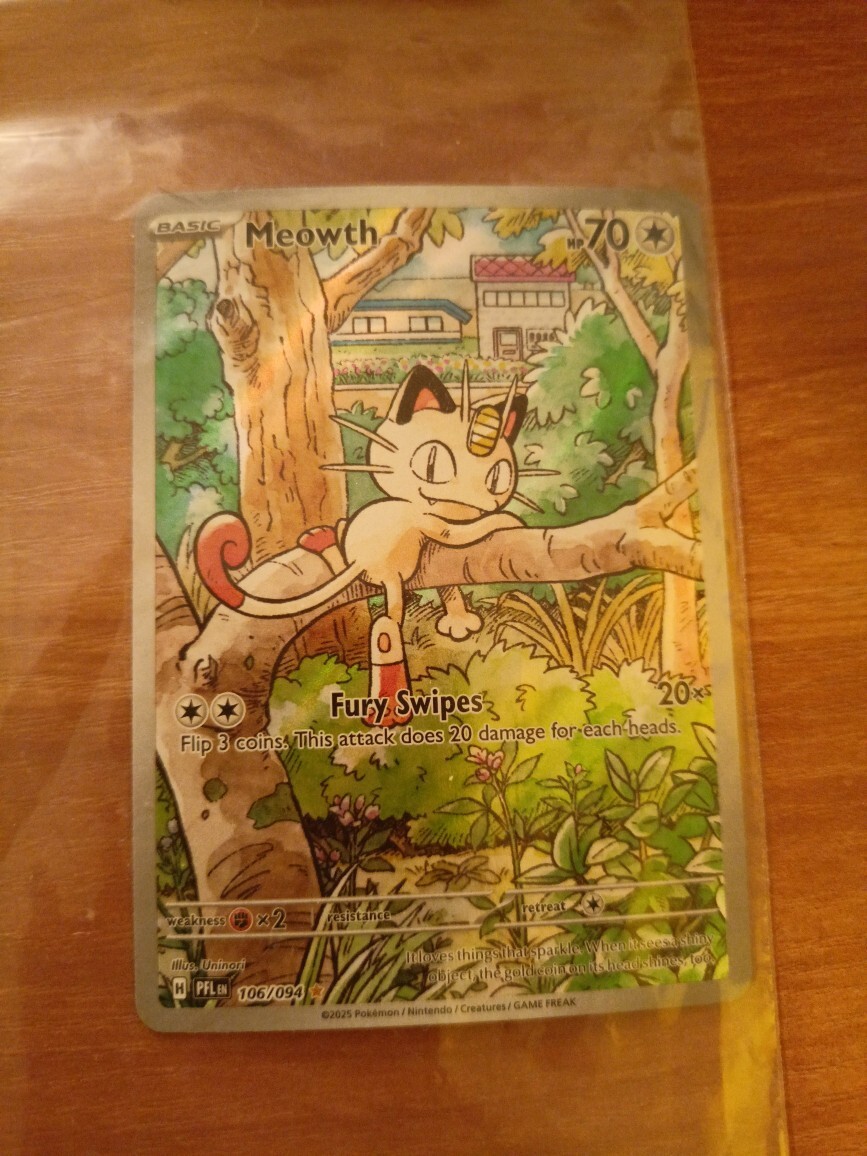 BASIC Meowth HP 70
Fury Swipes 20×
Flip 3 coins. This attack does 20 damage for each heads.
weakness ×2 resistance retreat
It loves things that sparkle. When it sees a shiny
object, the gold coin on its head shines, too.
Illus. Uninori
H PFL EN 106/094
©2025 Pokémon / Nintendo / Creatures / GAME FREAK